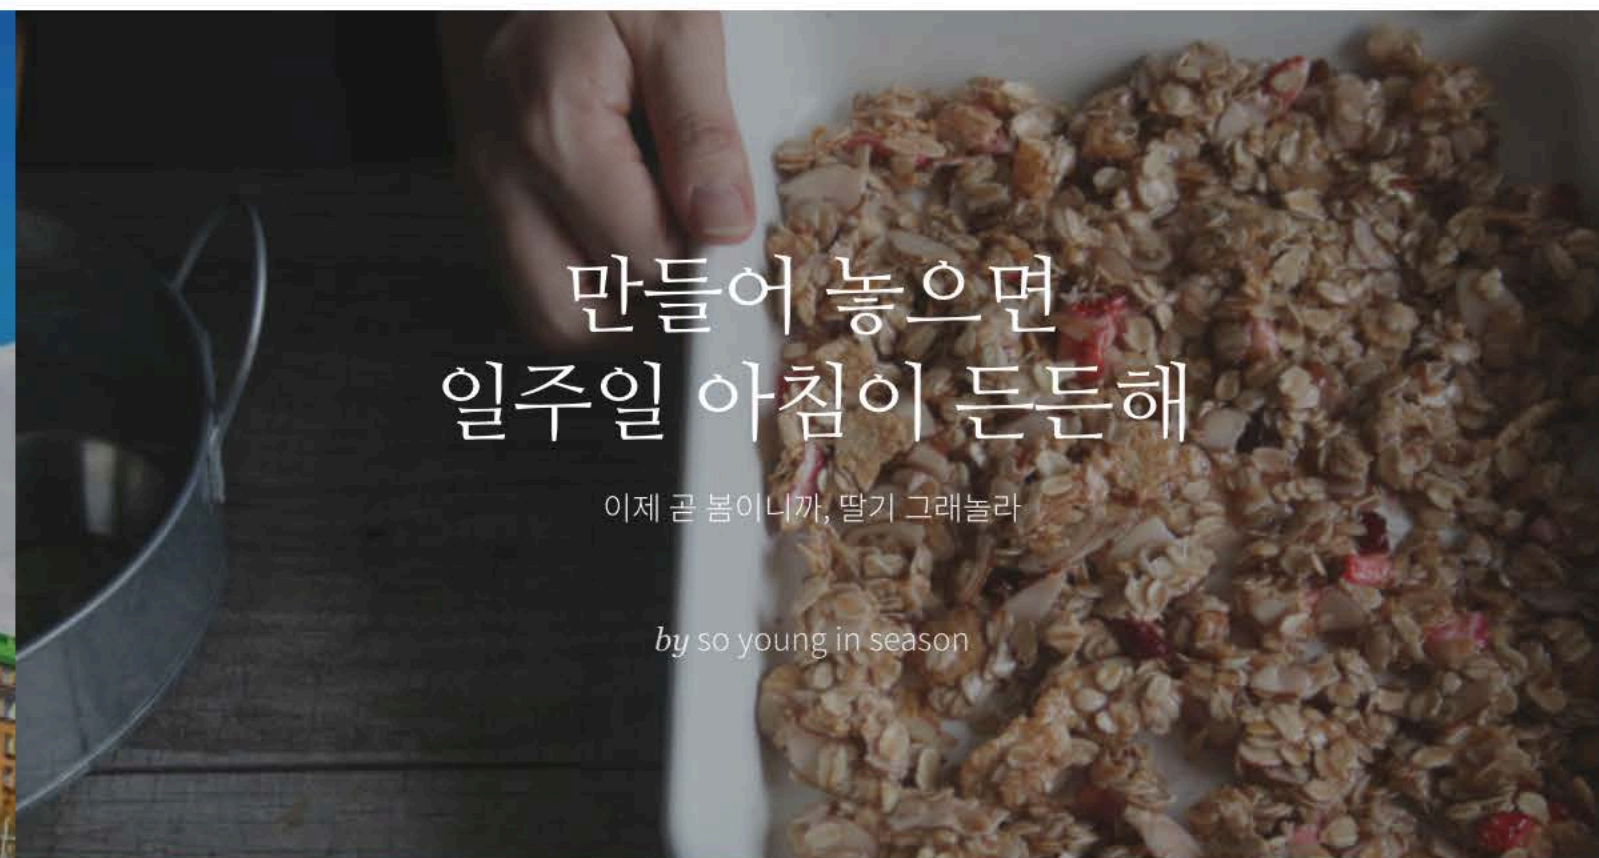 만들어 놓으면
일주일 아침이 든든해
이제 곧 봄이니까, 딸기 그래놀라
by so young in season